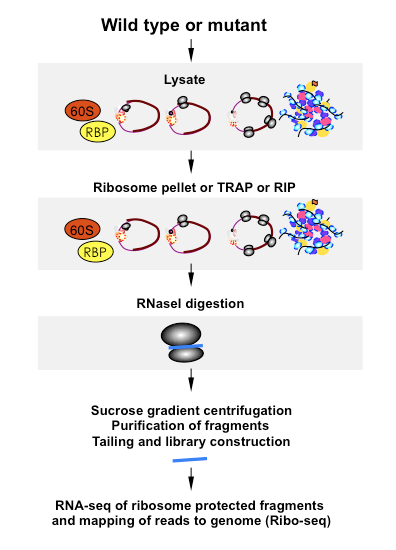 Wild type or mutant
Lysate
60S
RBP
Ribosome pellet or TRAP or RIP
60S
RBP
RNaseI digestion
Sucrose gradient centrifugation
Purification of fragments
Tailing and library construction
RNA-seq of ribosome protected fragments
and mapping of reads to genome (Ribo-seq)